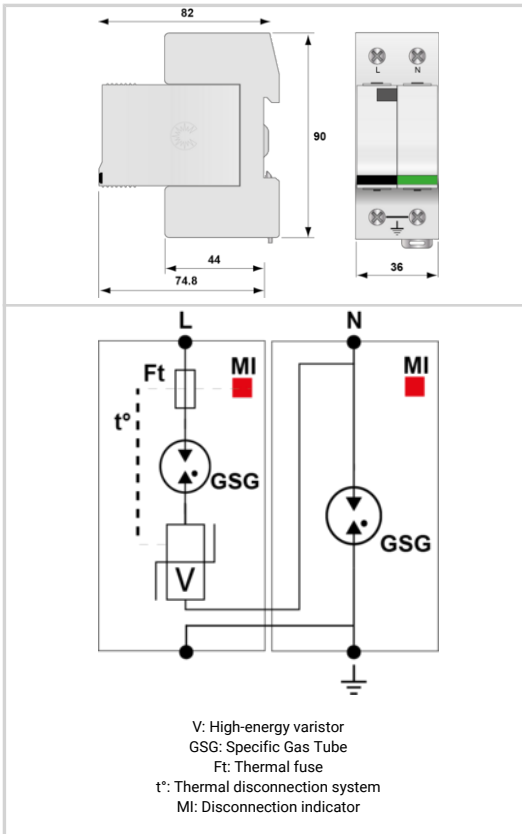 82
L N
90
44
74.8
36
L N
Ft MI MI
t°
GSG
GSG
V
V: High-energy varistor
GSG: Specific Gas Tube
Ft: Thermal fuse
t°: Thermal disconnection system
MI: Disconnection indicator